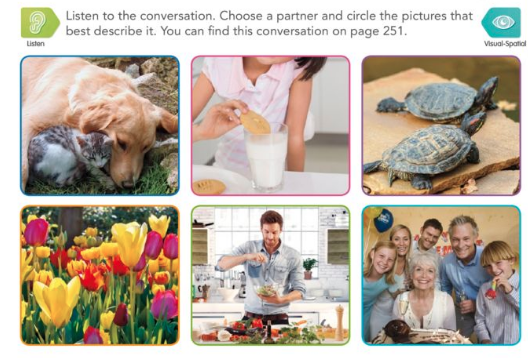 Listen to the conversation. Choose a partner and circle the pictures that
best describe it. You can find this conversation on page 251.
Listen
Visual-Spatial